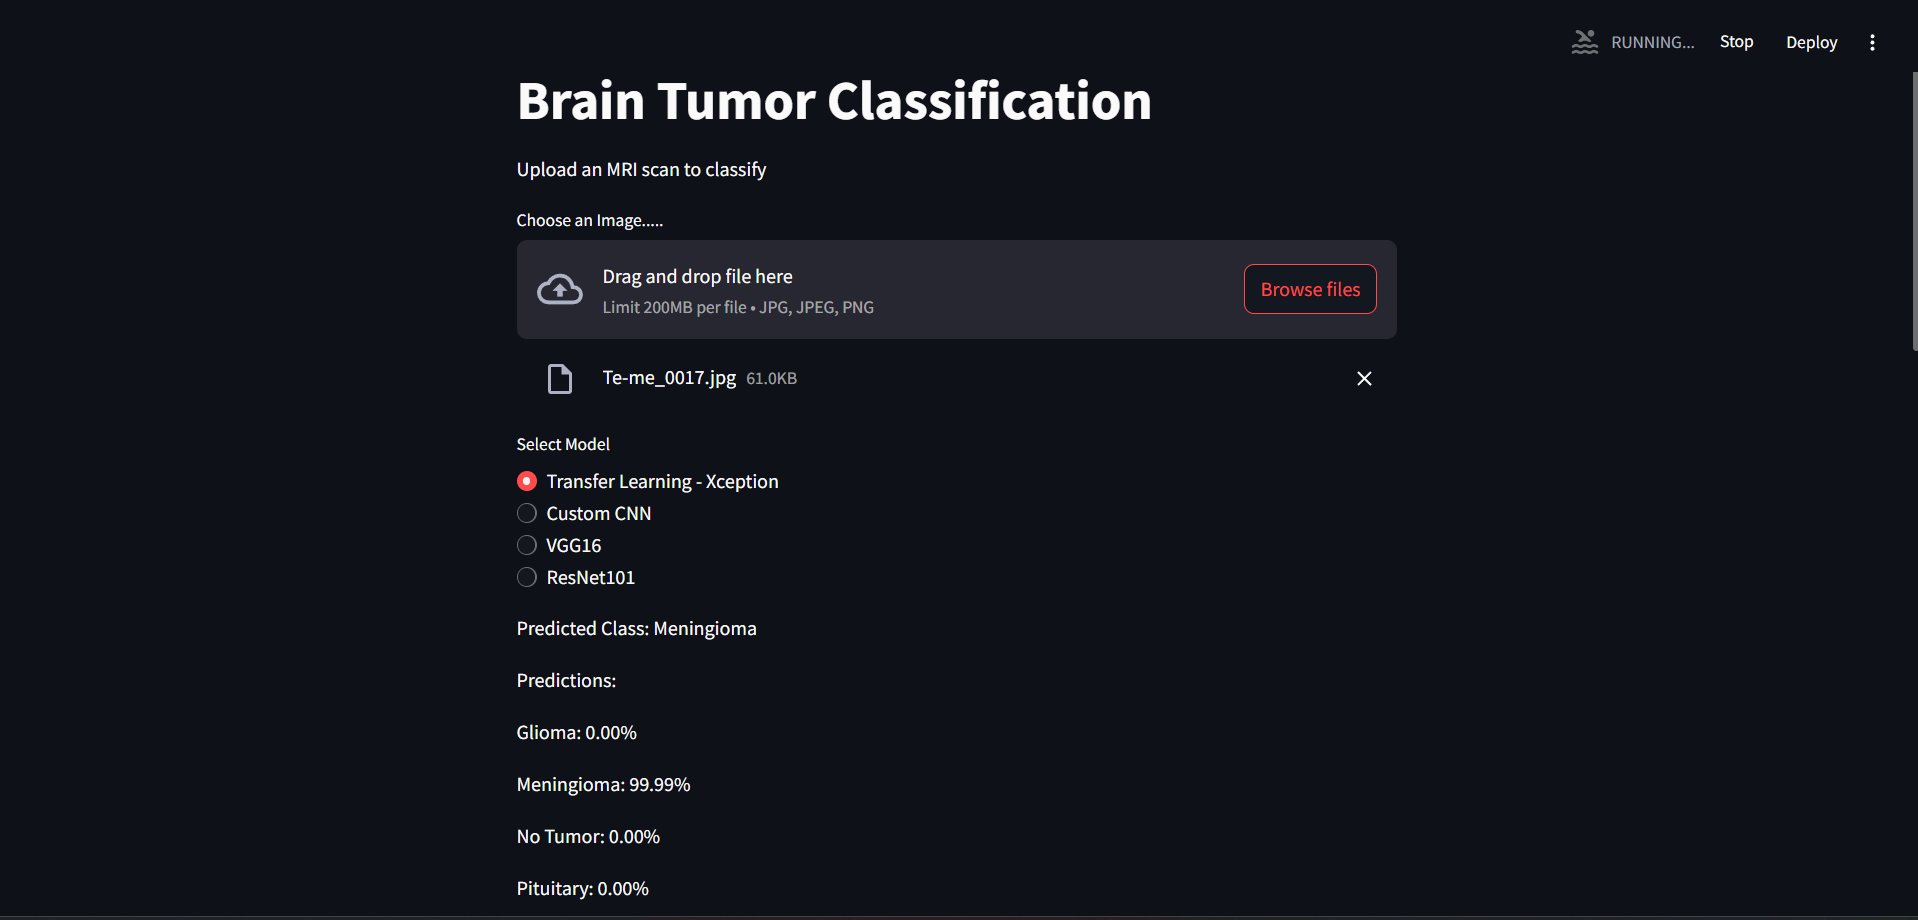 RUNNING... Stop Deploy
Brain Tumor Classification
Upload an MRI scan to classify
Choose an Image.....
Drag and drop file here
Limit 200MB per file • JPG, JPEG, PNG
Browse files
Te-me_0017.jpg 61.0KB
Select Model
Transfer Learning - Xception
Custom CNN
VGG16
ResNet101
Predicted Class: Meningioma
Predictions:
Glioma: 0.00%
Meningioma: 99.99%
No Tumor: 0.00%
Pituitary: 0.00%